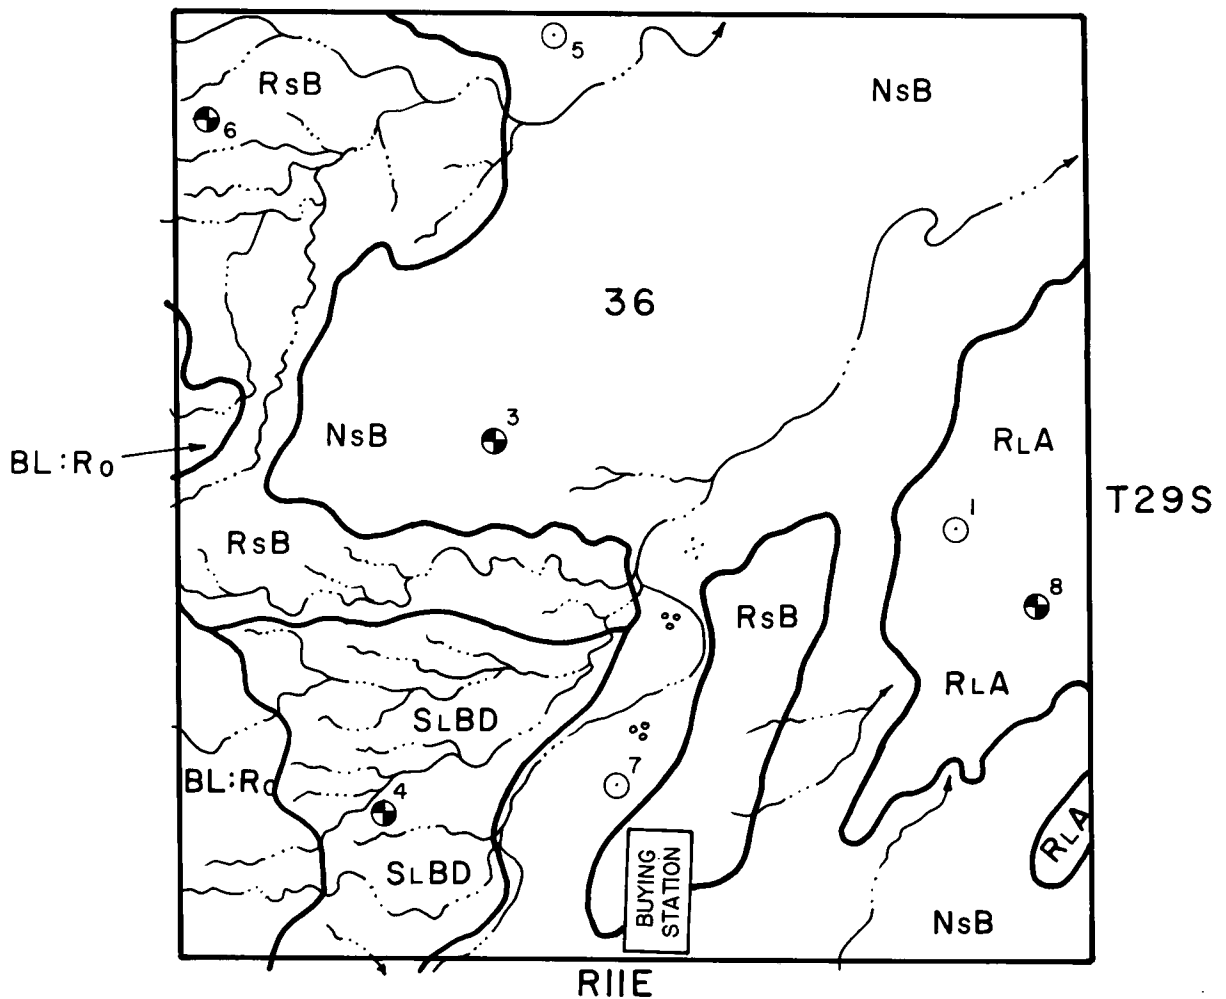 5
RsB
NsB
6
36
3
NsB
RLA
BL:Ro
T29S
1
RsB
8
RsB
RLA
SLBD
7
BL:Ro
4
RLA
BUYING
STATION
SLBD
NsB
R11E